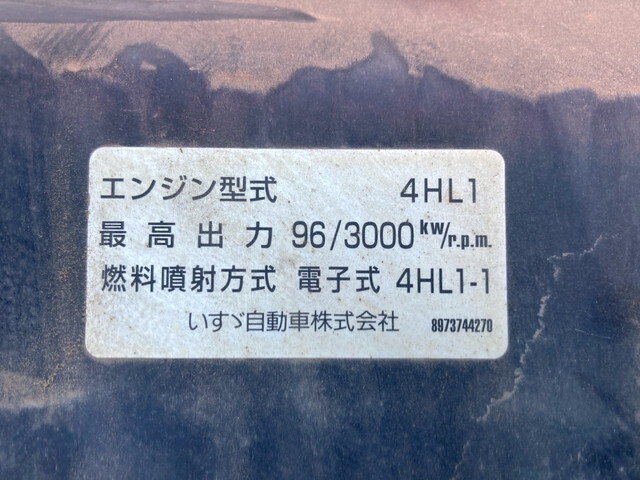 エンジン型式 4HL1
最高出力 96/3000 kw/r.p.m.
燃料噴射方式 電子式 4HL1-1
いすゞ自動車株式会社 8973744270